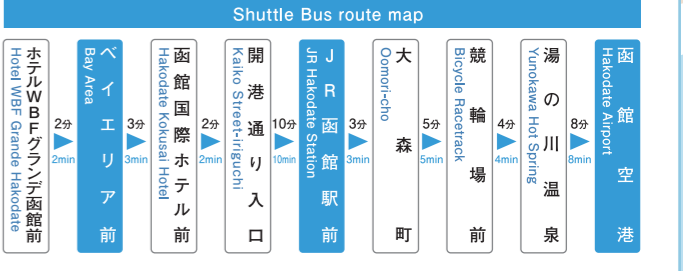 Shuttle Bus route map
ホテルWBFグランデ函館前
Hotel WBF Grande Hakodate
2分
2min
ベイエリア前
Bay Area
3分
3min
函館国際ホテル前
Hakodate Kokusai Hotel
2分
2min
開港通り入口
Kaiko Street-iriguchi
10分
10min
JR函館駅前
JR Hakodate Station
3分
3min
大森町
Oomori-cho
5分
5min
競輪場前
Bicycle Racetrack
4分
4min
湯の川温泉
Yunokawa Hot Spring
8分
8min
函館空港
Hakodate Airport